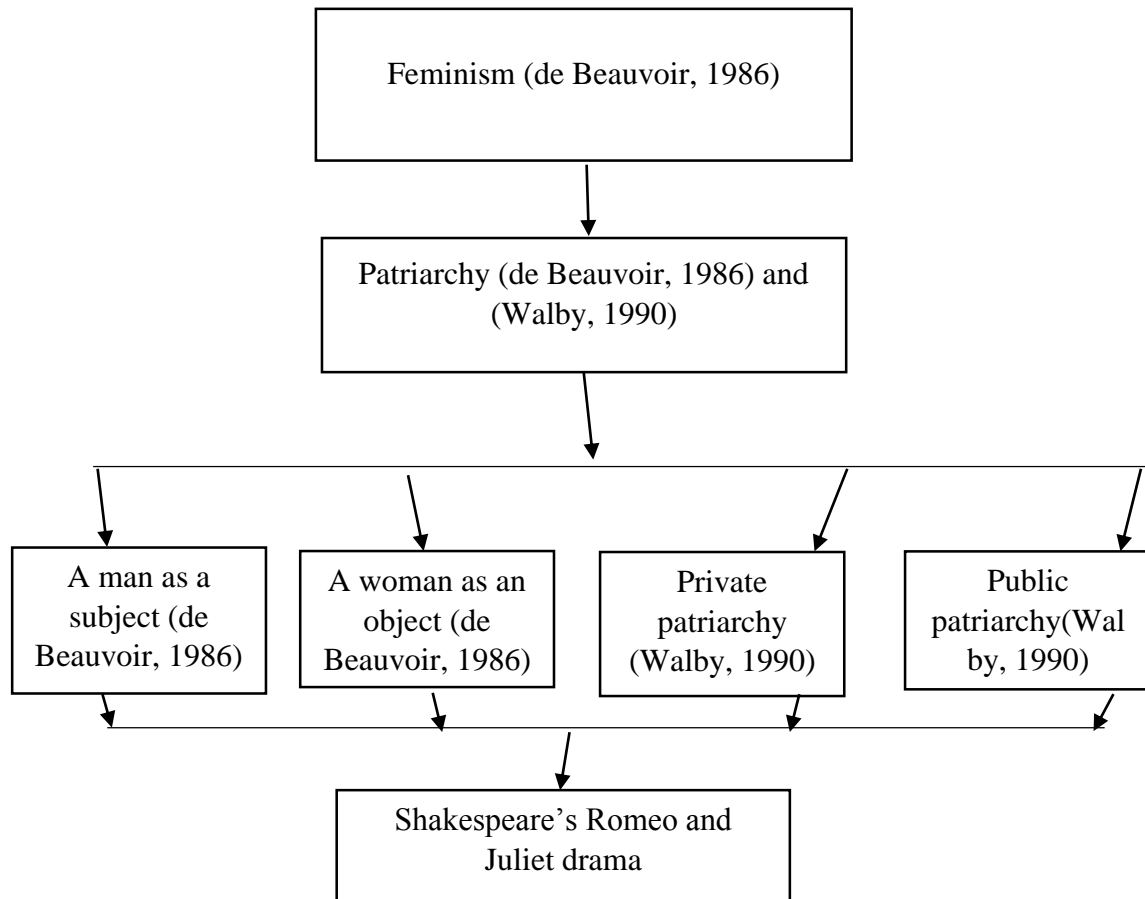 Feminism (de Beauvoir, 1986)
Patriarchy (de Beauvoir, 1986) and
(Walby, 1990)
A man as a
subject (de
Beauvoir, 1986)
A woman as an
object (de
Beauvoir, 1986)
Private
patriarchy
(Walby, 1990)
Public
patriarchy(Wal
by, 1990)
Shakespeare’s Romeo and
Juliet drama